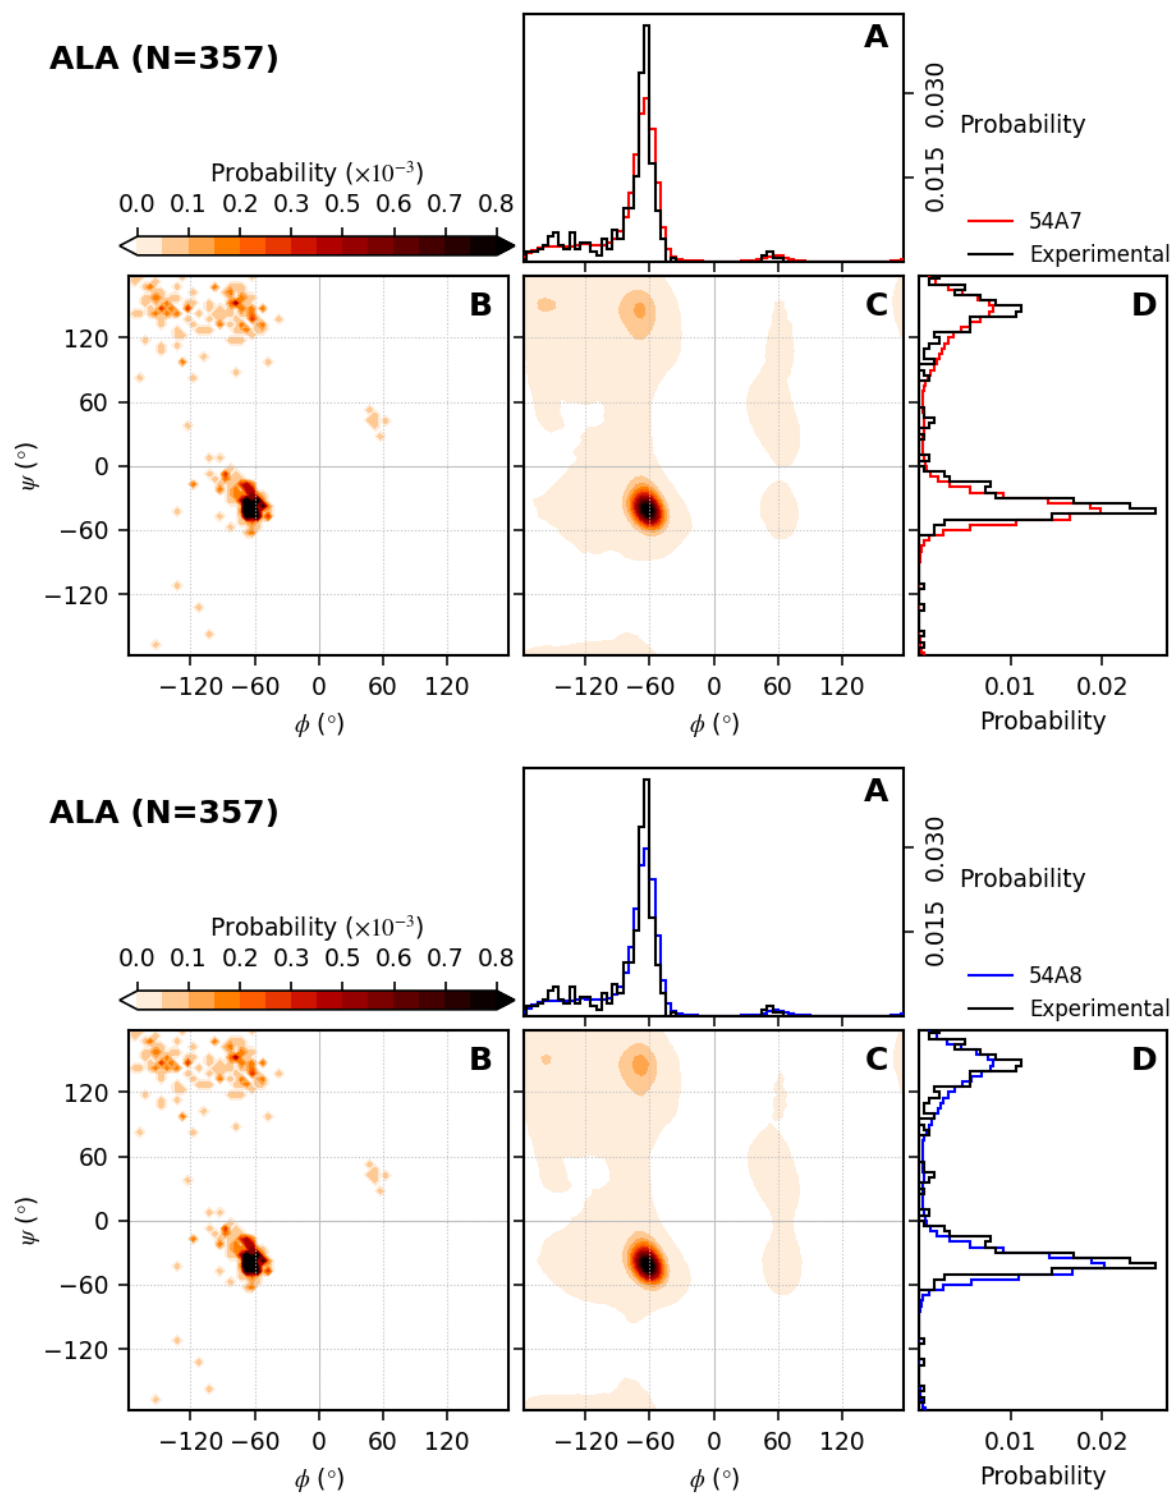 ALA (N=357)
A
0.030
0.015
Probability
Probability (×10⁻³)
0.0 0.1 0.2 0.3 0.5 0.6 0.7 0.8
54A7
Experimental
B
C
D
120
60
0
−60
−120
ψ (°)
−120 −60 0 60 120
−120 −60 0 60 120
0.01 0.02
ϕ (°)
ϕ (°)
Probability
ALA (N=357)
A
0.030
0.015
Probability
Probability (×10⁻³)
0.0 0.1 0.2 0.3 0.5 0.6 0.7 0.8
54A8
Experimental
B
C
D
120
60
0
−60
−120
ψ (°)
−120 −60 0 60 120
−120 −60 0 60 120
0.01 0.02
ϕ (°)
ϕ (°)
Probability